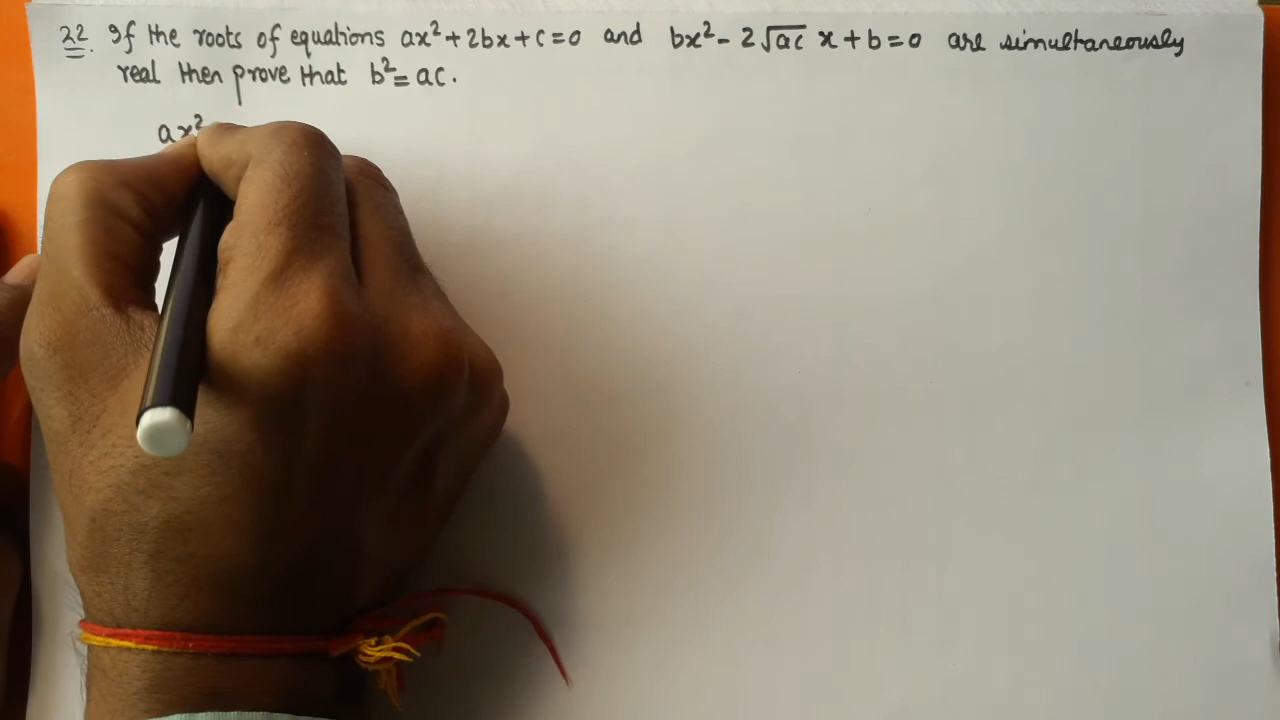 22. If the roots of equations ax²+2bx+c=0 and bx²-2√ac x+b=0 are simultaneously
real then prove that b²=ac.
ax²